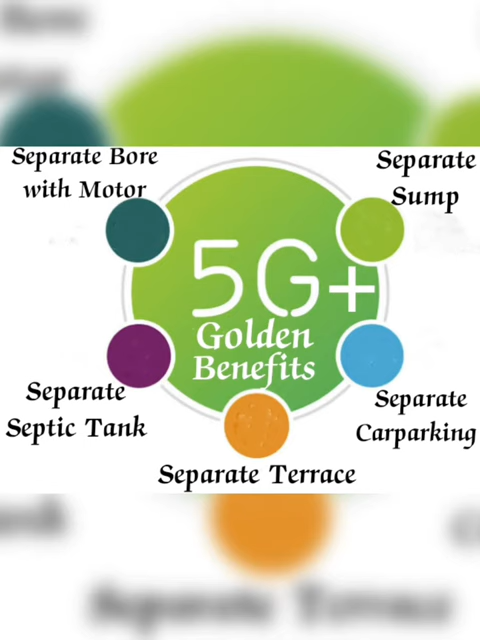 Separate Bore
with Motor
Separate
Sump
5G+
Golden
Benefits
Separate
Septic Tank
Separate
Carparking
Separate Terrace